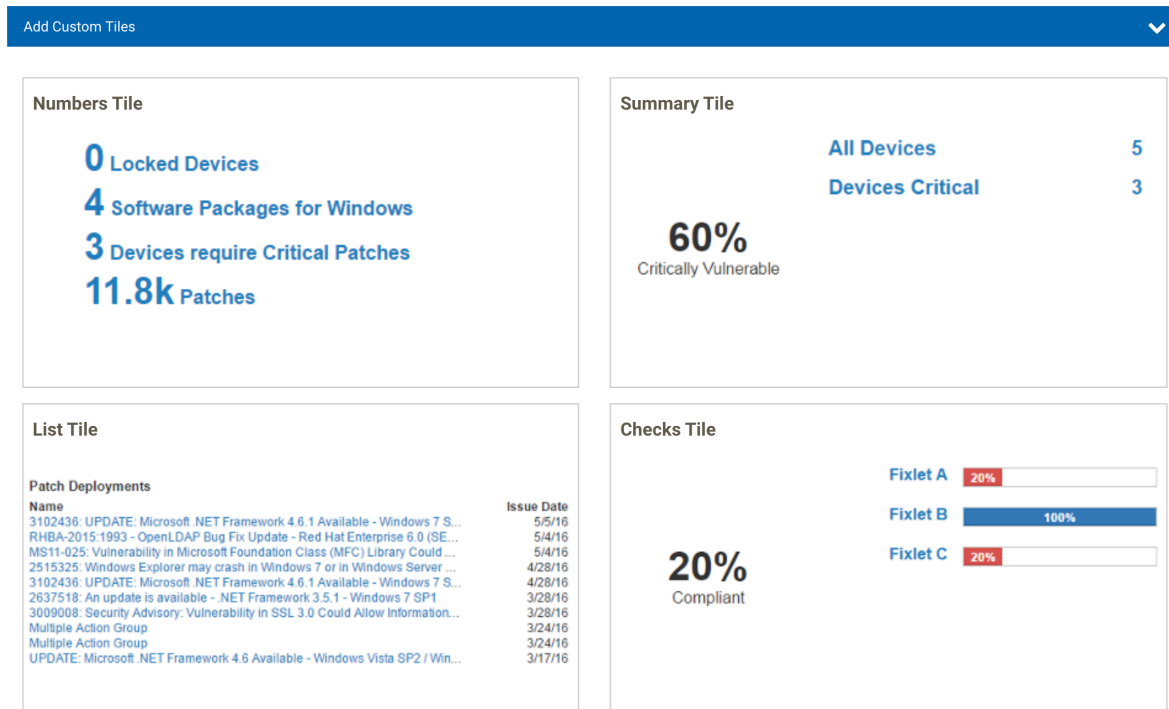 Add Custom Tiles
Numbers Tile
0 Locked Devices
4 Software Packages for Windows
3 Devices require Critical Patches
11.8k Patches
Summary Tile
All Devices 5
Devices Critical 3
60%
Critically Vulnerable
List Tile
Patch Deployments
Name Issue Date
3102436: UPDATE: Microsoft .NET Framework 4.6.1 Available - Windows 7 S... 5/5/16
RHBA-2015:1993 - OpenLDAP Bug Fix Update - Red Hat Enterprise 6.0 (SE... 5/4/16
MS11-025: Vulnerability in Microsoft Foundation Class (MFC) Library Could ... 5/4/16
2515325: Windows Explorer may crash in Windows 7 or in Windows Server ... 4/28/16
3102436: UPDATE: Microsoft .NET Framework 4.6.1 Available - Windows 7 S... 4/28/16
2637518: An update is available - .NET Framework 3.5.1 - Windows 7 SP1 3/28/16
3009008: Security Advisory: Vulnerability in SSL 3.0 Could Allow Information... 3/28/16
Multiple Action Group 3/24/16
Multiple Action Group 3/24/16
UPDATE: Microsoft .NET Framework 4.6 Available - Windows Vista SP2 / Win... 3/17/16
Checks Tile
Fixlet A 20%
Fixlet B 100%
Fixlet C 20%
20%
Compliant